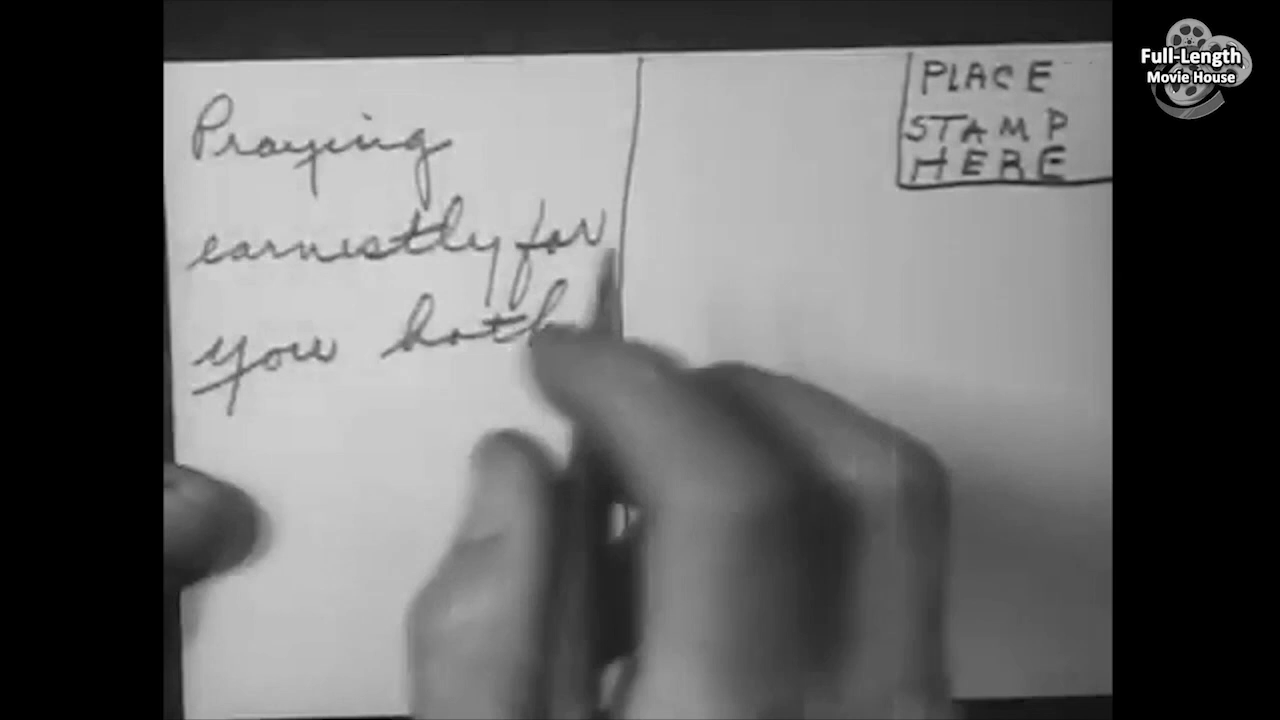 Praying
earnestly for
you both
PLACE
STAMP
HERE
Full-Length
Movie House